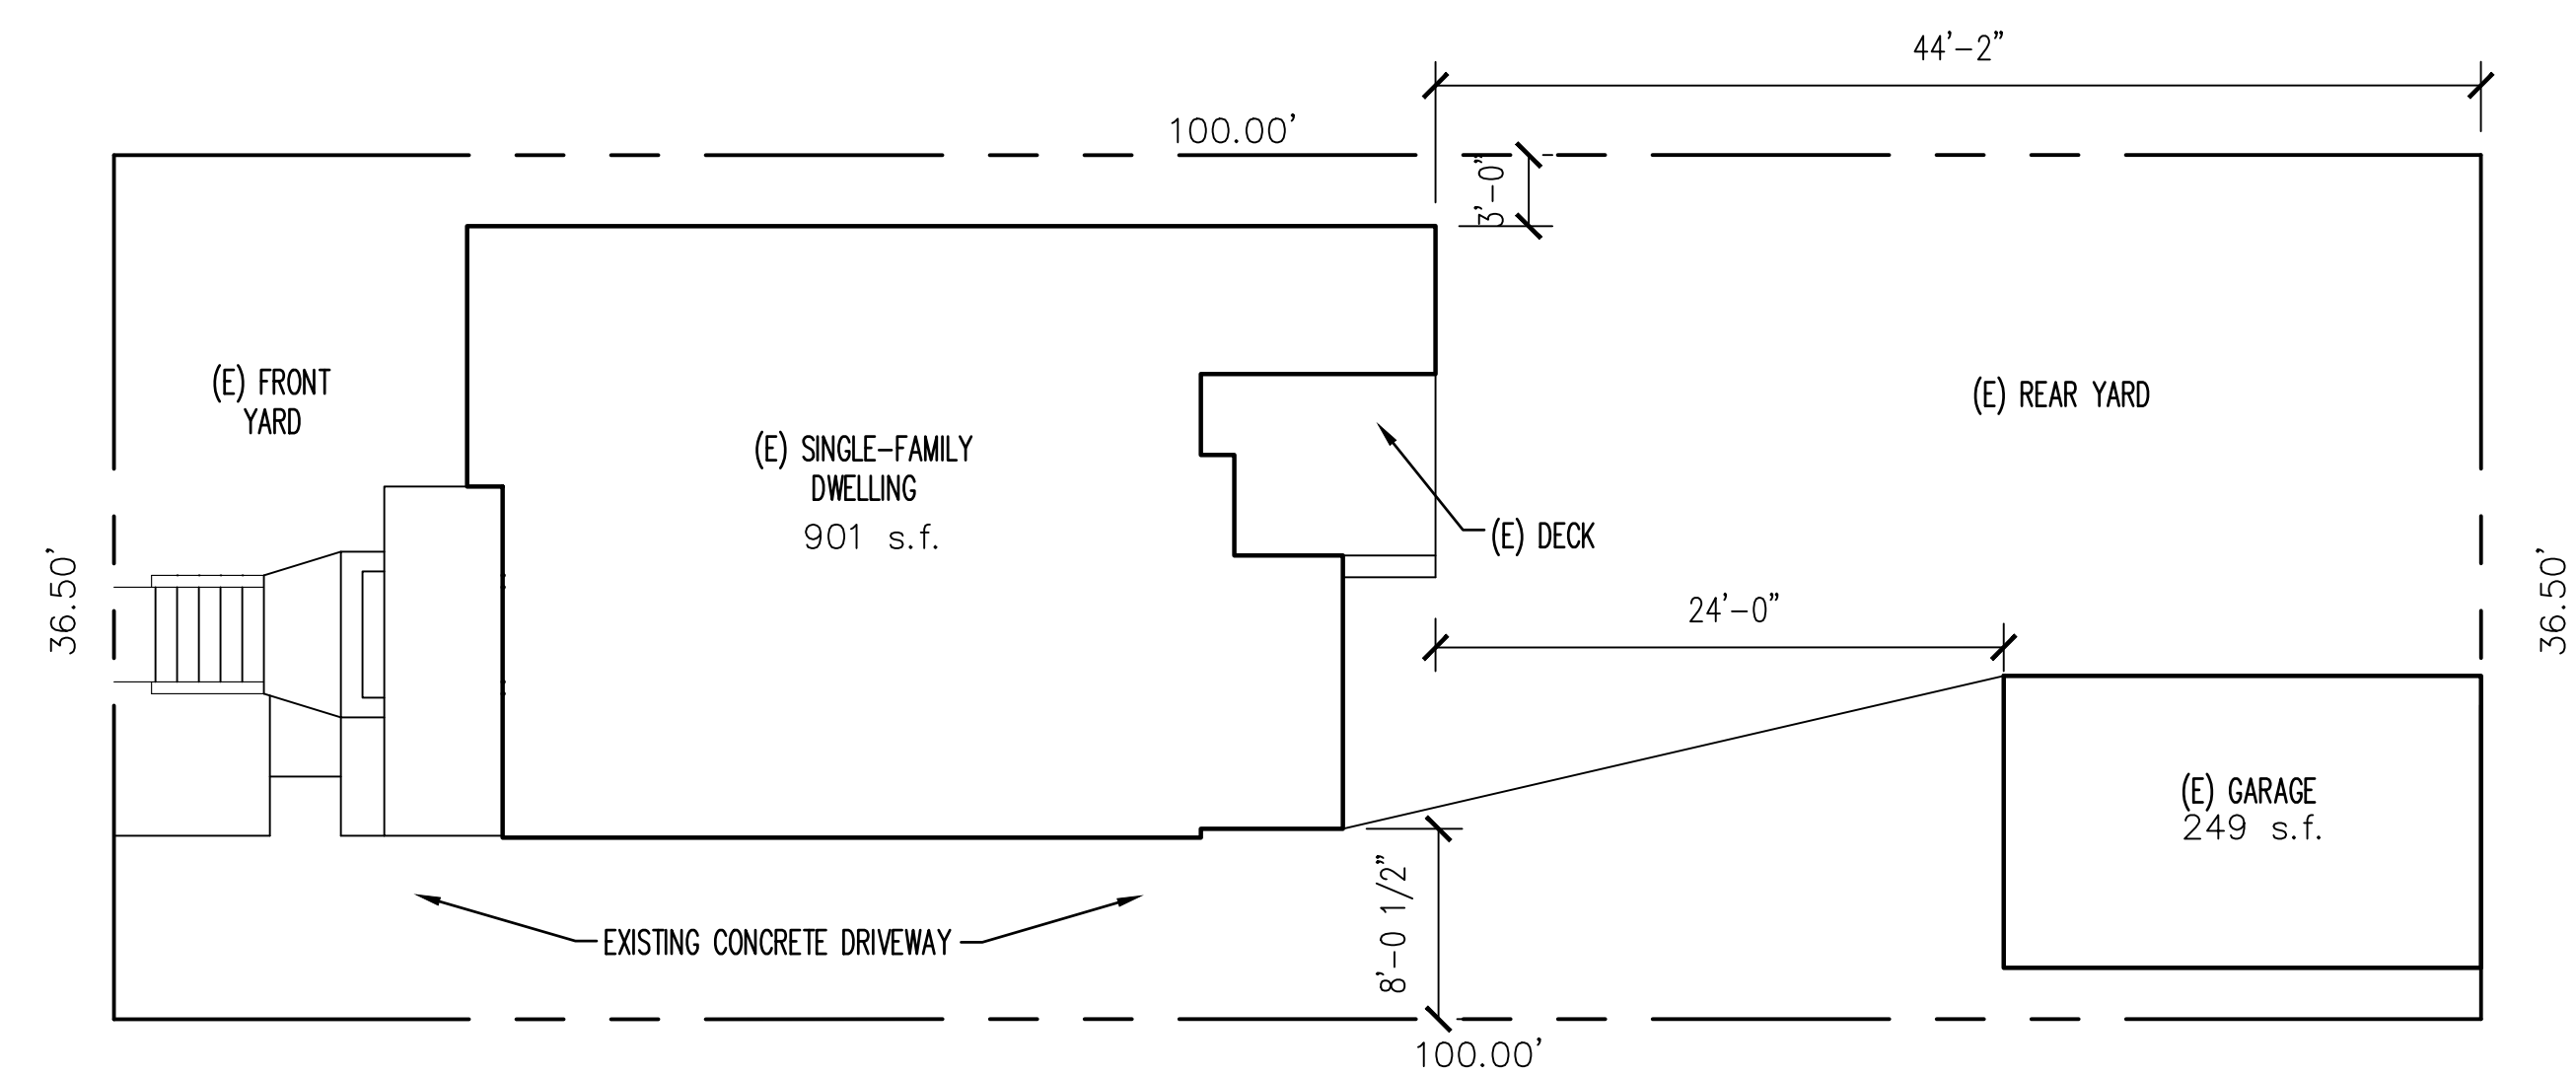 44'-2"
100.00'
3'-0"
(E) FRONT
YARD
(E) REAR YARD
(E) SINGLE-FAMILY
DWELLING
901 s.f.
(E) DECK
36.50'
36.50'
24'-0"
(E) GARAGE
249 s.f.
EXISTING CONCRETE DRIVEWAY
8'-0 1/2"
100.00'